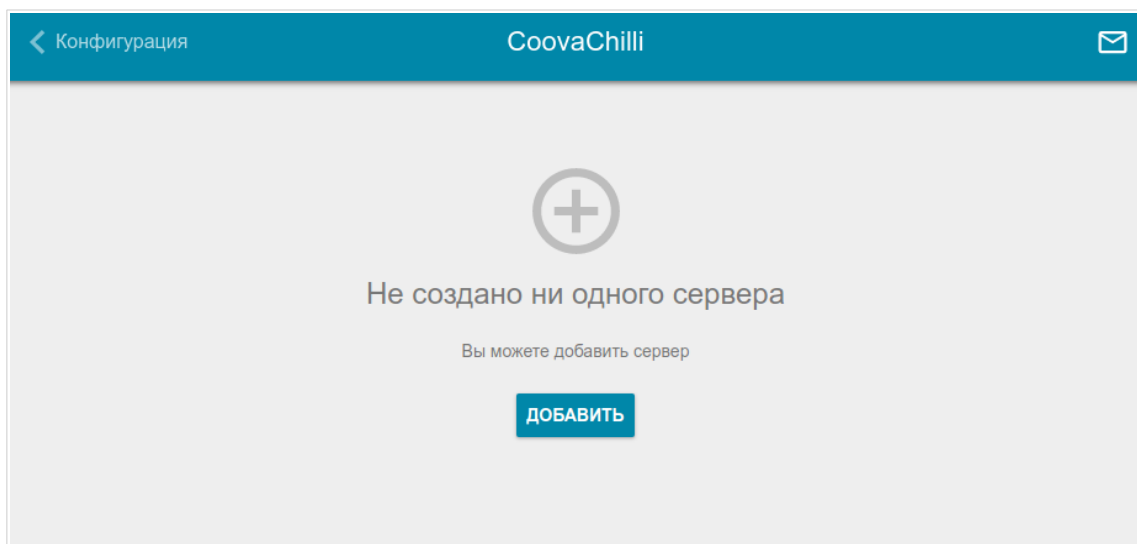 Конфигурация
CoovaChilli
Не создано ни одного сервера
Вы можете добавить сервер
ДОБАВИТЬ